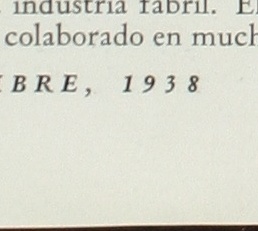 industria fabril. El
colaborado en much
BRE, 1938